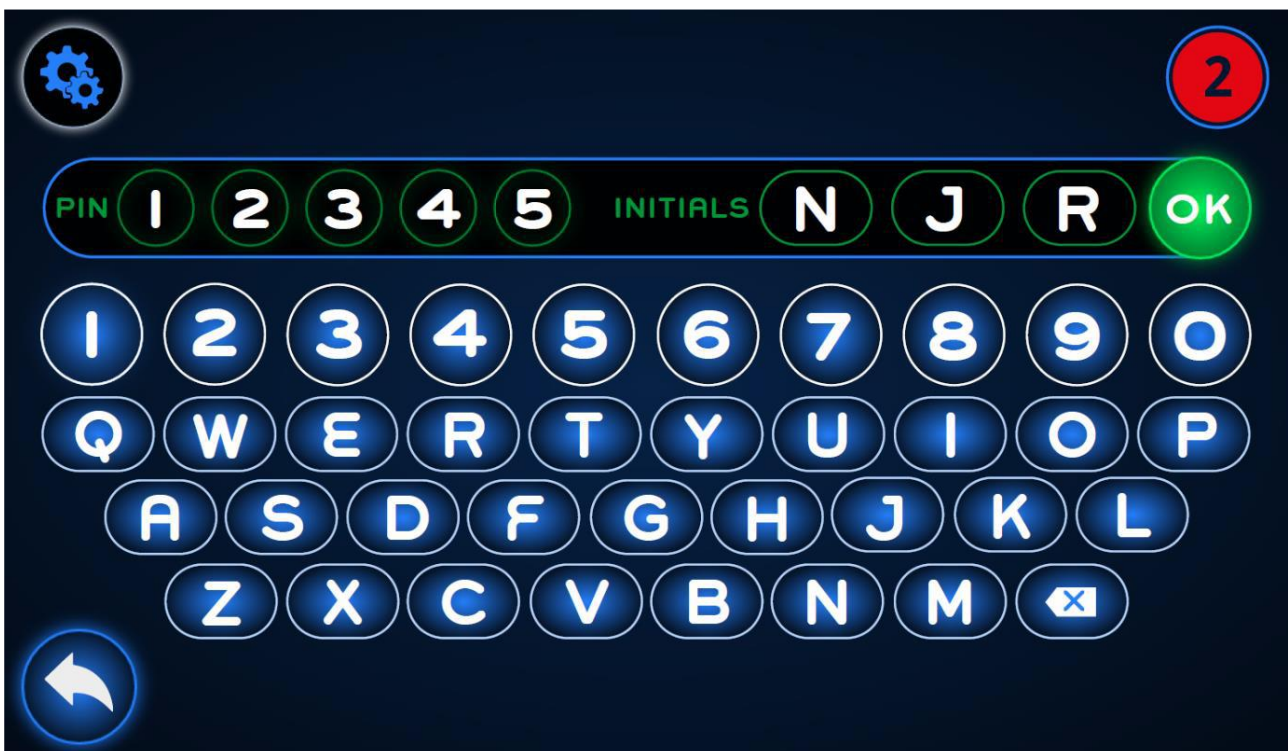 2
PIN 1 2 3 4 5 INITIALS N J R OK
1 2 3 4 5 6 7 8 9 0
Q W E R T Y U I O P
A S D F G H J K L
Z X C V B N M